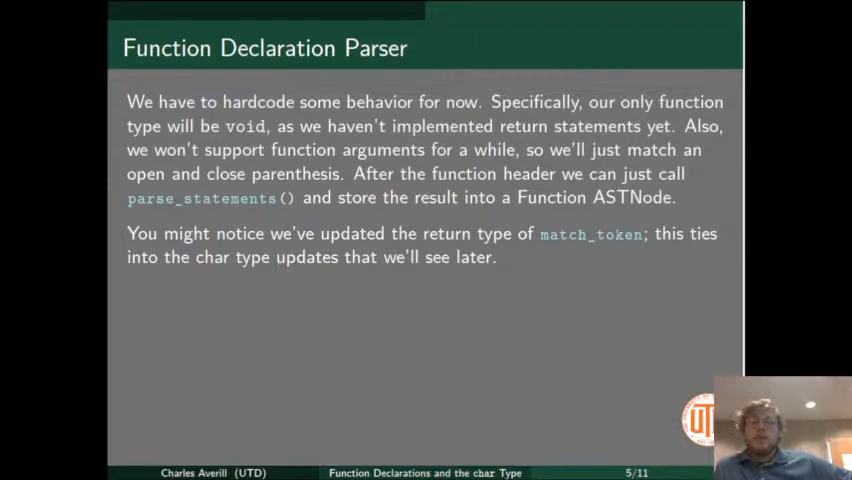 Function Declaration Parser
We have to hardcode some behavior for now. Specifically, our only function
type will be void, as we haven't implemented return statements yet. Also,
we won't support function arguments for a while, so we'll just match an
open and close parenthesis. After the function header we can just call
parse_statements() and store the result into a Function ASTNode.
You might notice we've updated the return type of match_token; this ties
into the char type updates that we'll see later.
UT
Charles Averill (UTD) Function Declarations and the char Type 5/11